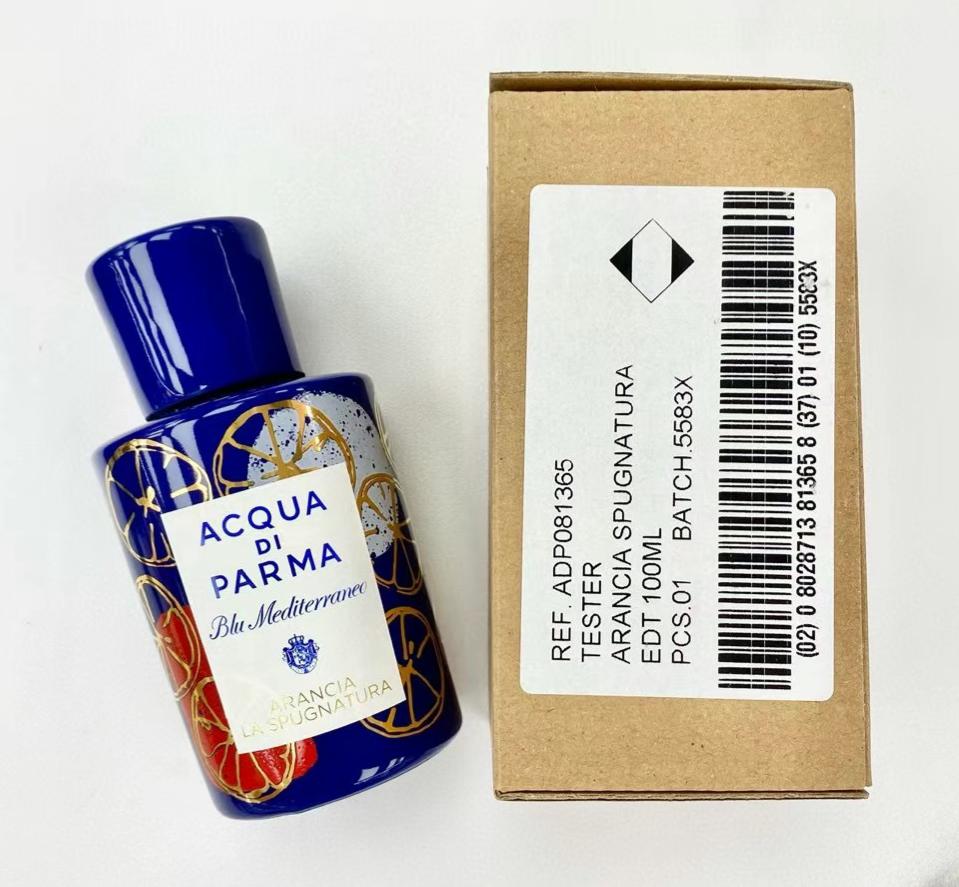 ACQUA
DI
PARMA
Blu Mediterraneo
ARANCIA
LA SPUGNATURA
REF. ADP081365
TESTER
ARANCIA SPUGNATURA
EDT 100ML
PCS.01 BATCH.5583X
(02) 0 8028713 81365 8 (37) 01 (10) 5583X